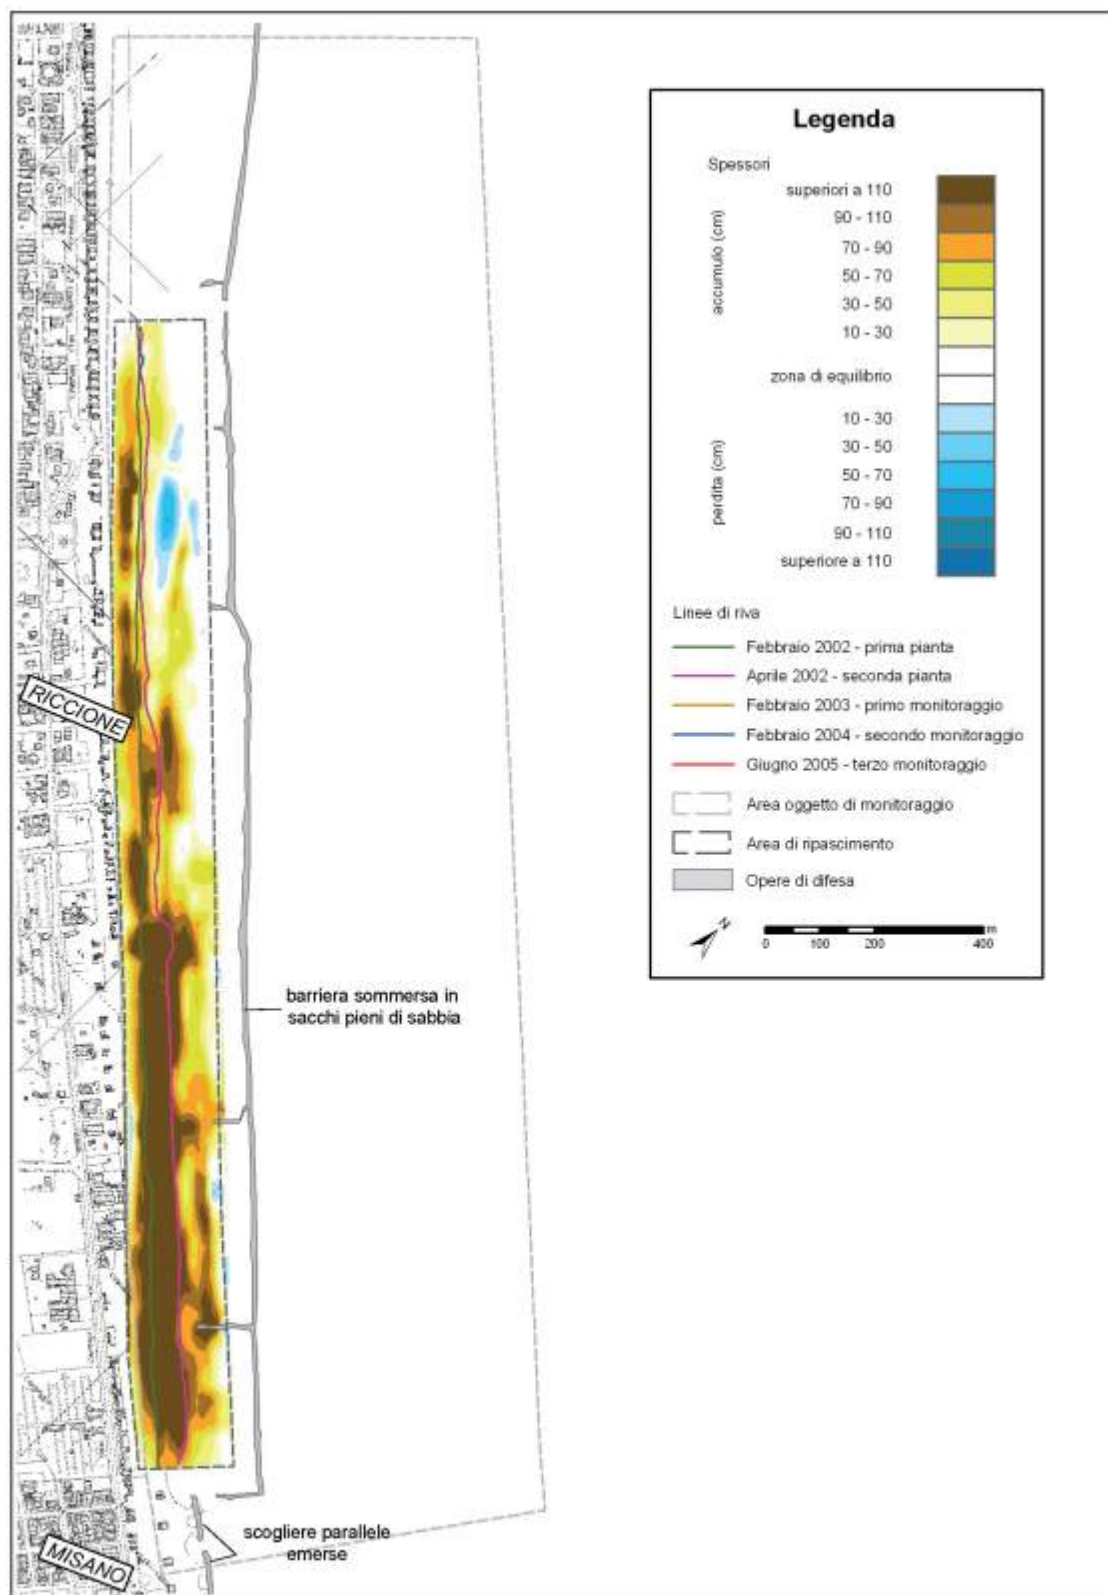 Legenda
Spessori
accumulo (cm)
superiori a 110
90 - 110
70 - 90
50 - 70
30 - 50
10 - 30
zona di equilibrio
perdita (cm)
10 - 30
30 - 50
50 - 70
70 - 90
90 - 110
superiore a 110
Linee di riva
Febbraio 2002 - prima pianta
Aprile 2002 - seconda pianta
Febbraio 2003 - primo monitoraggio
Febbraio 2004 - secondo monitoraggio
Giugno 2005 - terzo monitoraggio
Area oggetto di monitoraggio
Area di ripascimento
Opere di difesa
N
m
0 100 200 400
RICCIONE
barriera sommersa in
sacchi pieni di sabbia
scogliere parallele
emerse
MISANO